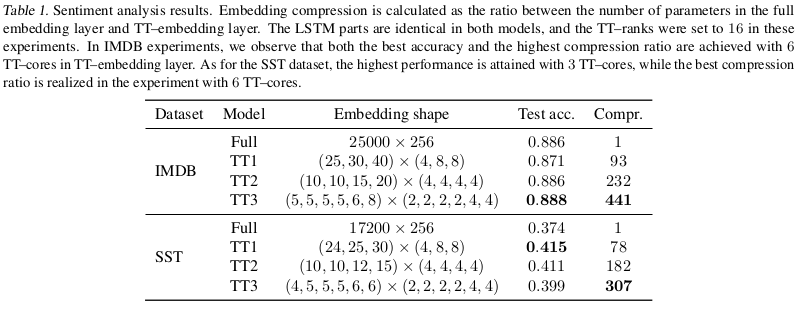 Table 1. Sentiment analysis results. Embedding compression is calculated as the ratio between the number of parameters in the full
embedding layer and TT–embedding layer. The LSTM parts are identical in both models, and the TT–ranks were set to 16 in these
experiments. In IMDB experiments, we observe that both the best accuracy and the highest compression ratio are achieved with 6
TT–cores in TT–embedding layer. As for the SST dataset, the highest performance is attained with 3 TT–cores, while the best compression
ratio is realized in the experiment with 6 TT–cores.
Dataset Model Embedding shape Test acc. Compr.
IMDB
Full 25000 × 256 0.886 1
TT1 (25, 30, 40) × (4, 8, 8) 0.871 93
TT2 (10, 10, 15, 20) × (4, 4, 4, 4) 0.886 232
TT3 (5, 5, 5, 5, 6, 8) × (2, 2, 2, 2, 4, 4) 0.888 441
SST
Full 17200 × 256 0.374 1
TT1 (24, 25, 30) × (4, 8, 8) 0.415 78
TT2 (10, 10, 12, 15) × (4, 4, 4, 4) 0.411 182
TT3 (4, 5, 5, 5, 6, 6) × (2, 2, 2, 2, 4, 4) 0.399 307